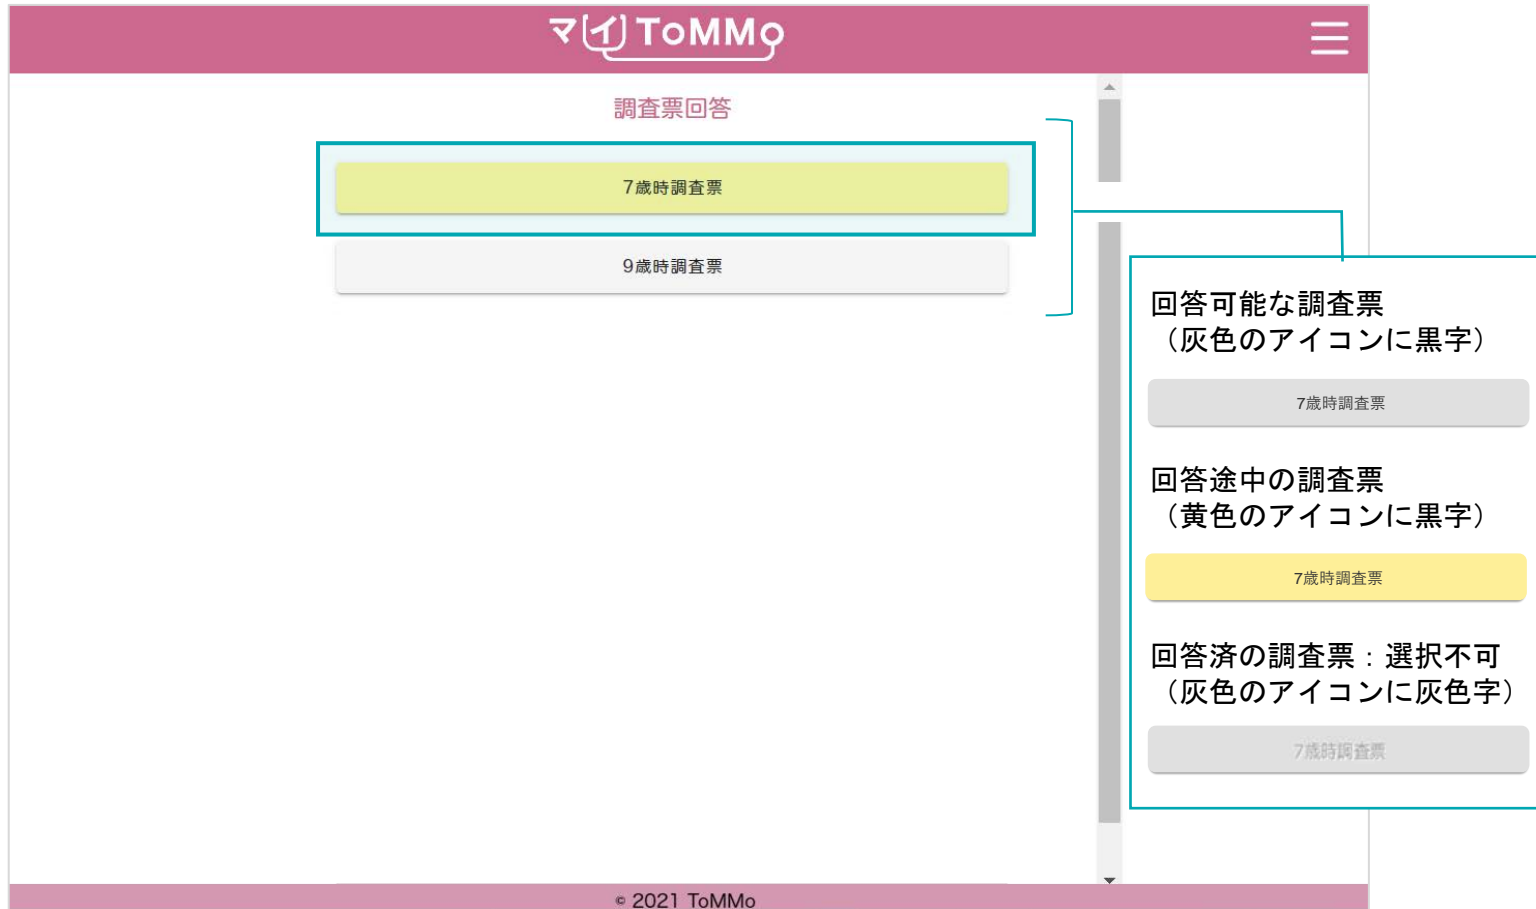 マイToMMo
調査票回答
7歳時調査票
9歳時調査票
回答可能な調査票
（灰色のアイコンに黒字）
7歳時調査票
回答途中の調査票
（黄色のアイコンに黒字）
7歳時調査票
回答済の調査票：選択不可
（灰色のアイコンに灰色字）
7歳時調査票
© 2021 ToMMo